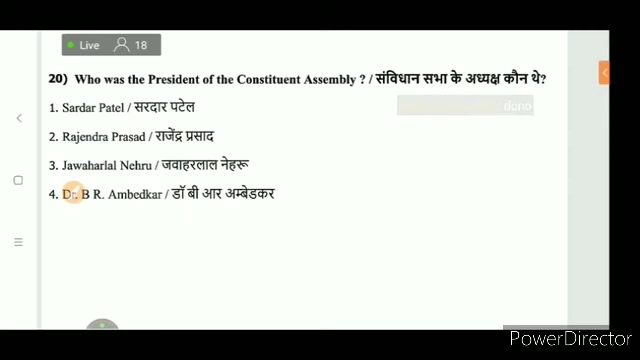 Live 18
20) Who was the President of the Constituent Assembly ? / संविधान सभा के अध्यक्ष कौन थे?
dono
1. Sardar Patel / सरदार पटेल
2. Rajendra Prasad / राजेंद्र प्रसाद
3. Jawaharlal Nehru / जवाहरलाल नेहरू
4. Dr. B R. Ambedkar / डॉ बी आर अम्बेडकर
PowerDirector